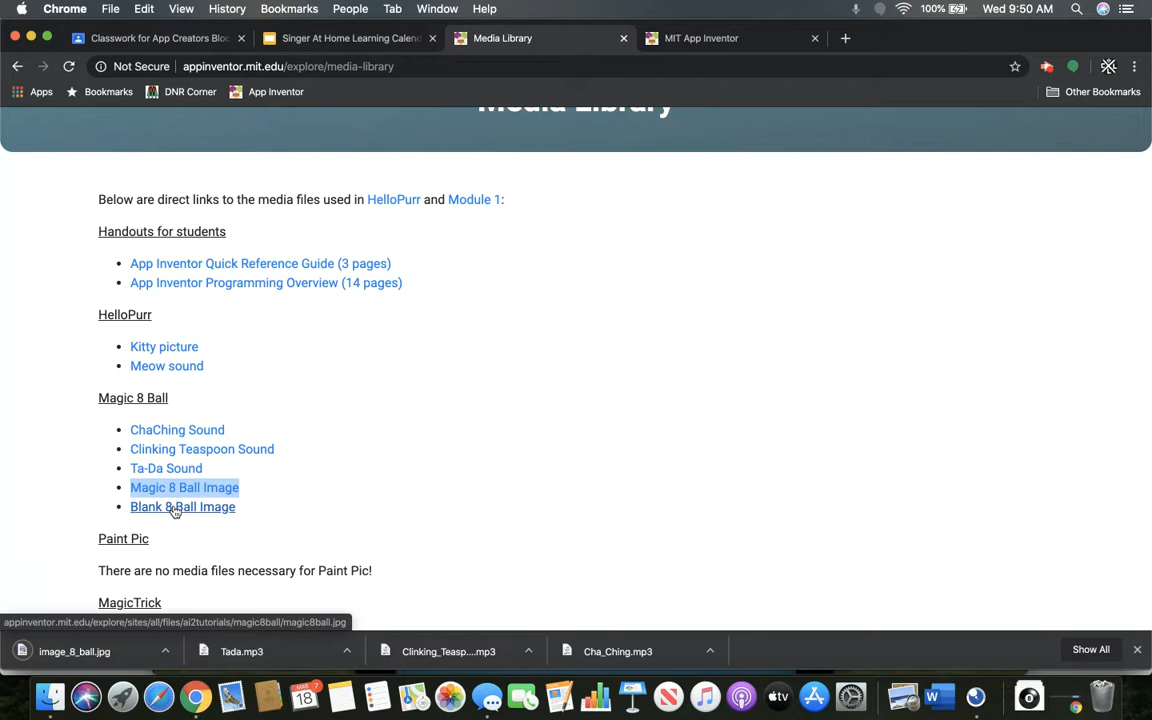 Chrome File Edit View History Bookmarks People Tab Window Help 100% Wed 9:50 AM
Classwork for App Creators Bloc Singer At Home Learning Calend Media Library MIT App Inventor
Not Secure appinventor.mit.edu/explore/media-library
Apps Bookmarks DNR Corner App Inventor Other Bookmarks
Media Library
Below are direct links to the media files used in HelloPurr and Module 1:
Handouts for students
App Inventor Quick Reference Guide (3 pages)
App Inventor Programming Overview (14 pages)
HelloPurr
Kitty picture
Meow sound
Magic 8 Ball
ChaChing Sound
Clinking Teaspoon Sound
Ta-Da Sound
Magic 8 Ball Image
Blank 8 Ball Image
Paint Pic
There are no media files necessary for Paint Pic!
MagicTrick
appinventor.mit.edu/explore/sites/all/files/ai2tutorials/magic8ball/magic8ball.jpg
image_8_ball.jpg Tada.mp3 Clinking_Teasp....mp3 Cha_Ching.mp3 Show All
18 tv